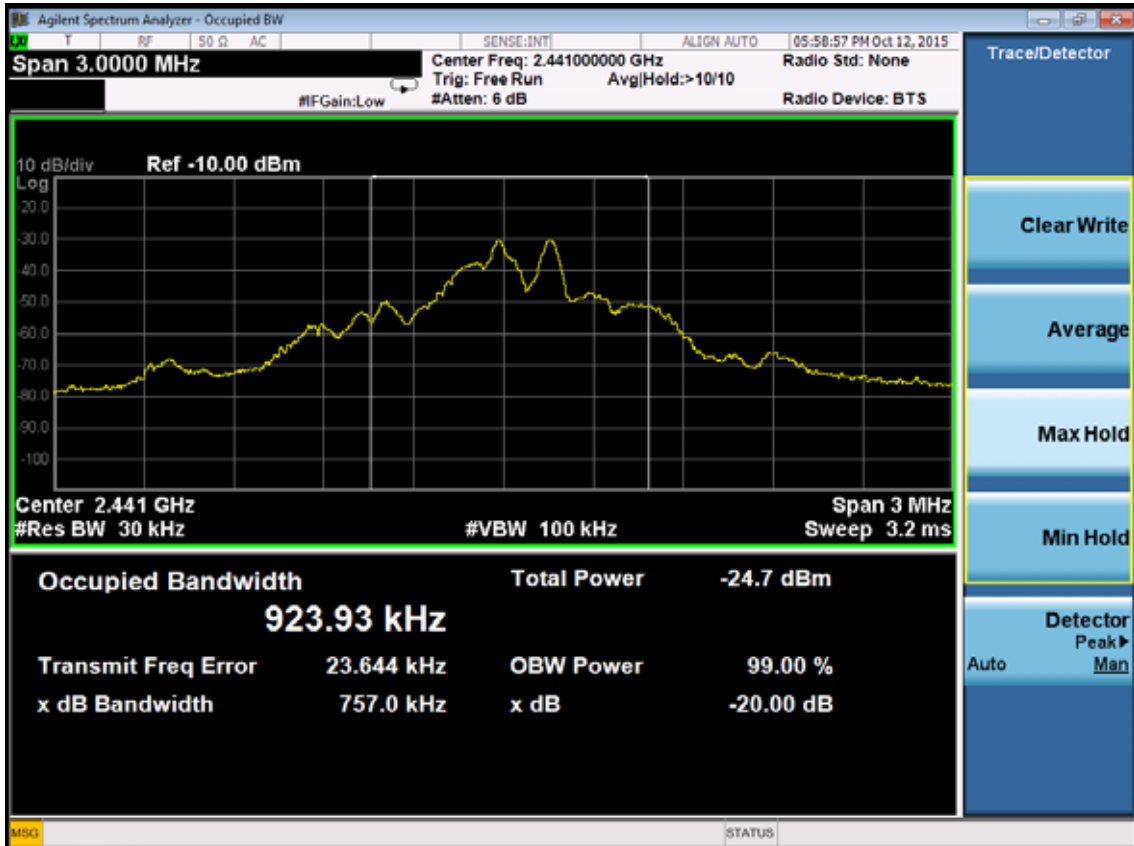 Agilent Spectrum Analyzer - Occupied BW
LXI T RF 50 Ω AC SENSE:INT ALIGN AUTO 05:58:57 PM Oct 12, 2015
Span 3.0000 MHz
Center Freq: 2.441000000 GHz Radio Std: None
Trig: Free Run Avg|Hold:>10/10
#IFGain:Low #Atten: 6 dB Radio Device: BTS
10 dB/div Ref -10.00 dBm
Log
-20.0
-30.0
-40.0
-50.0
-60.0
-70.0
-80.0
-90.0
-100
Center 2.441 GHz Span 3 MHz
#Res BW 30 kHz #VBW 100 kHz Sweep 3.2 ms
Occupied Bandwidth Total Power -24.7 dBm
923.93 kHz
Transmit Freq Error 23.644 kHz OBW Power 99.00 %
x dB Bandwidth 757.0 kHz x dB -20.00 dB
Trace/Detector
Clear Write
Average
Max Hold
Min Hold
Detector
Peak▶
Auto Man
MSG STATUS